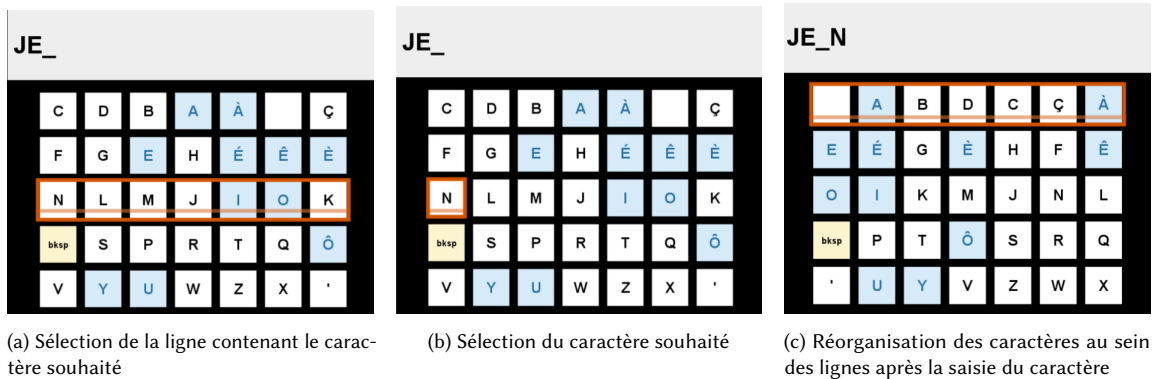 JE_
C D B A À Ç
F G E H É Ê È
N L M J I O K
bksp S P R T Q Ô
V Y U W Z X '
(a) Sélection de la ligne contenant le carac-
tère souhaité
JE_
C D B A À Ç
F G E H É Ê È
N L M J I O K
bksp S P R T Q Ô
V Y U W Z X '
(b) Sélection du caractère souhaité
JE_N
A B D C Ç À
E É G È H F Ê
O I K M J N L
bksp P T Ô S R Q
' U Y V Z W X
(c) Réorganisation des caractères au sein
des lignes après la saisie du caractère